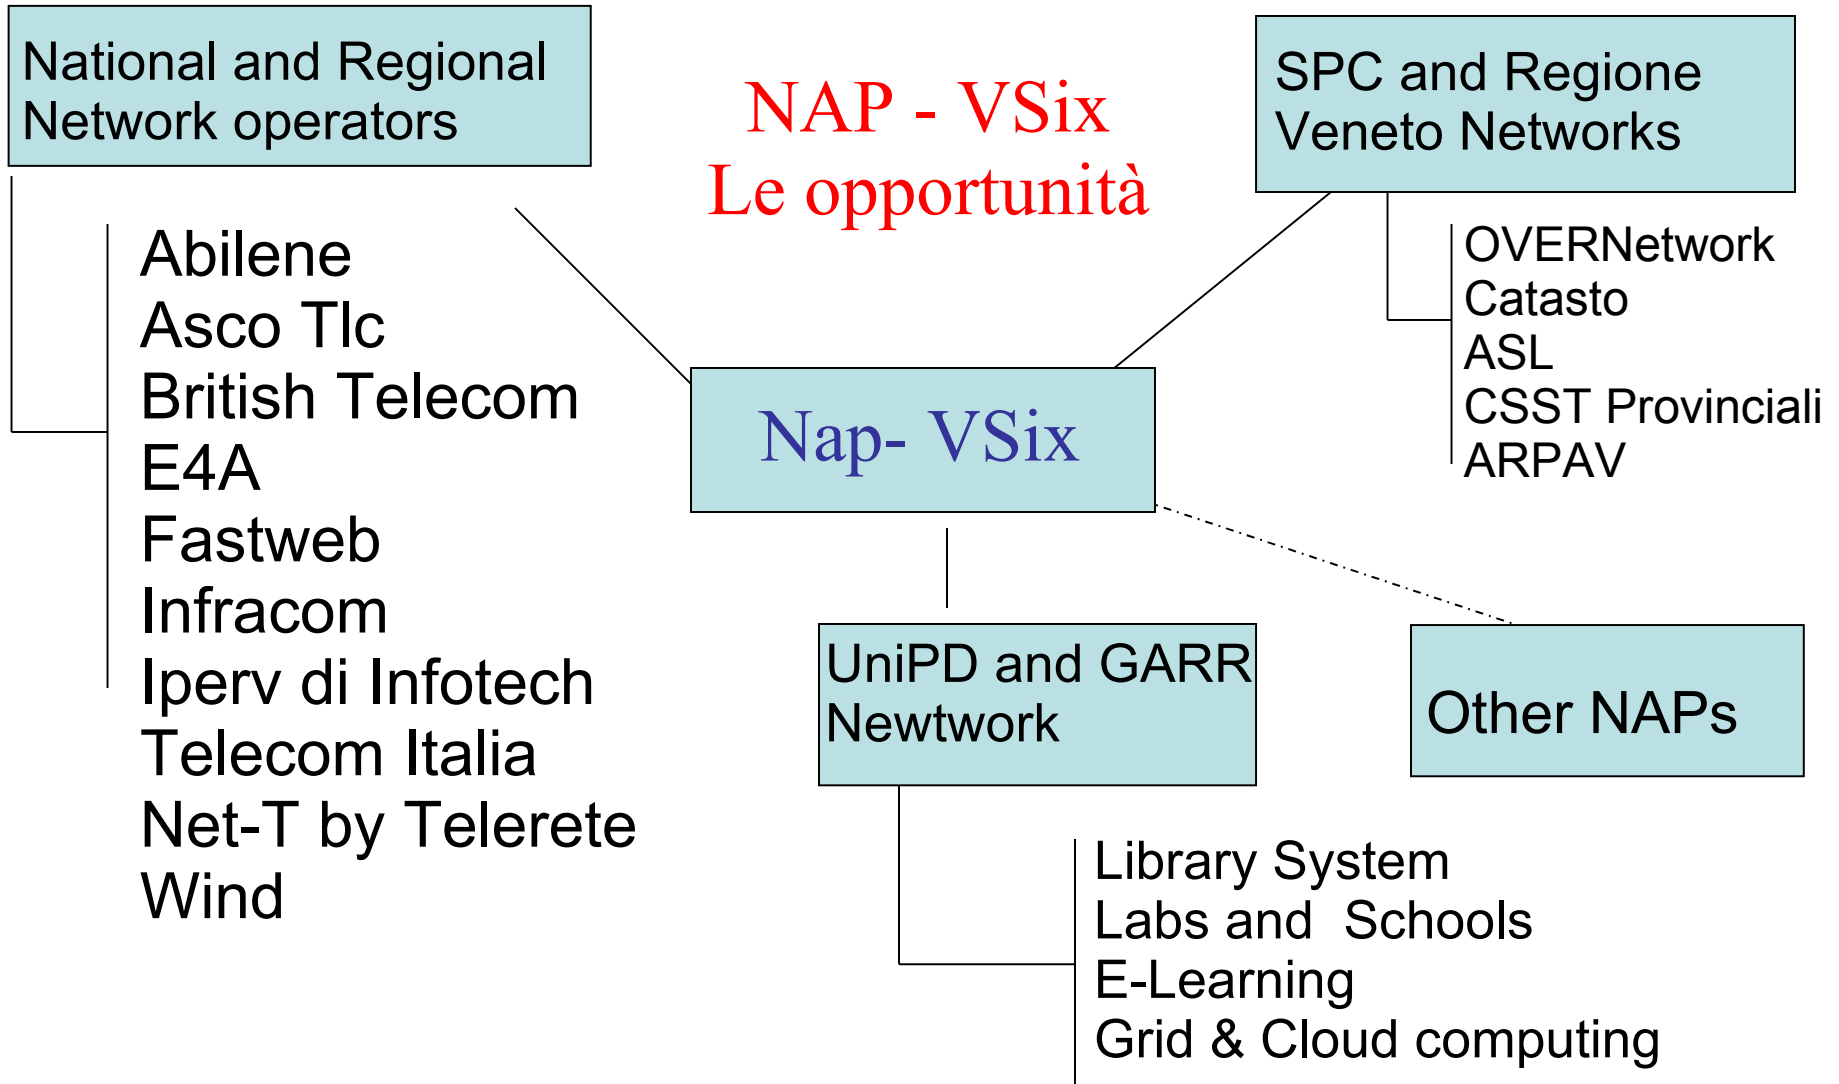 National and Regional
Network operators
NAP - VSix
Le opportunità
SPC and Regione
Veneto Networks
Abilene
Asco Tlc
British Telecom
E4A
Fastweb
Infracom
Iperv di Infotech
Telecom Italia
Net-T by Telerete
Wind
OVERNetwork
Catasto
ASL
CSST Provinciali
ARPAV
Nap- VSix
UniPD and GARR
Newtwork
Other NAPs
Library System
Labs and  Schools
E-Learning
Grid & Cloud computing